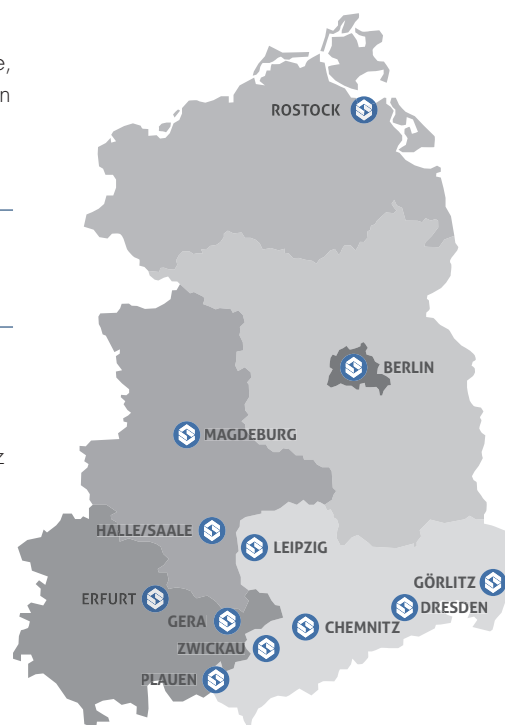 e,
n
ROSTOCK
BERLIN
MAGDEBURG
z
HALLE/SAALE
LEIPZIG
GÖRLITZ
ERFURT
DRESDEN
GERA
CHEMNITZ
ZWICKAU
PLAUEN